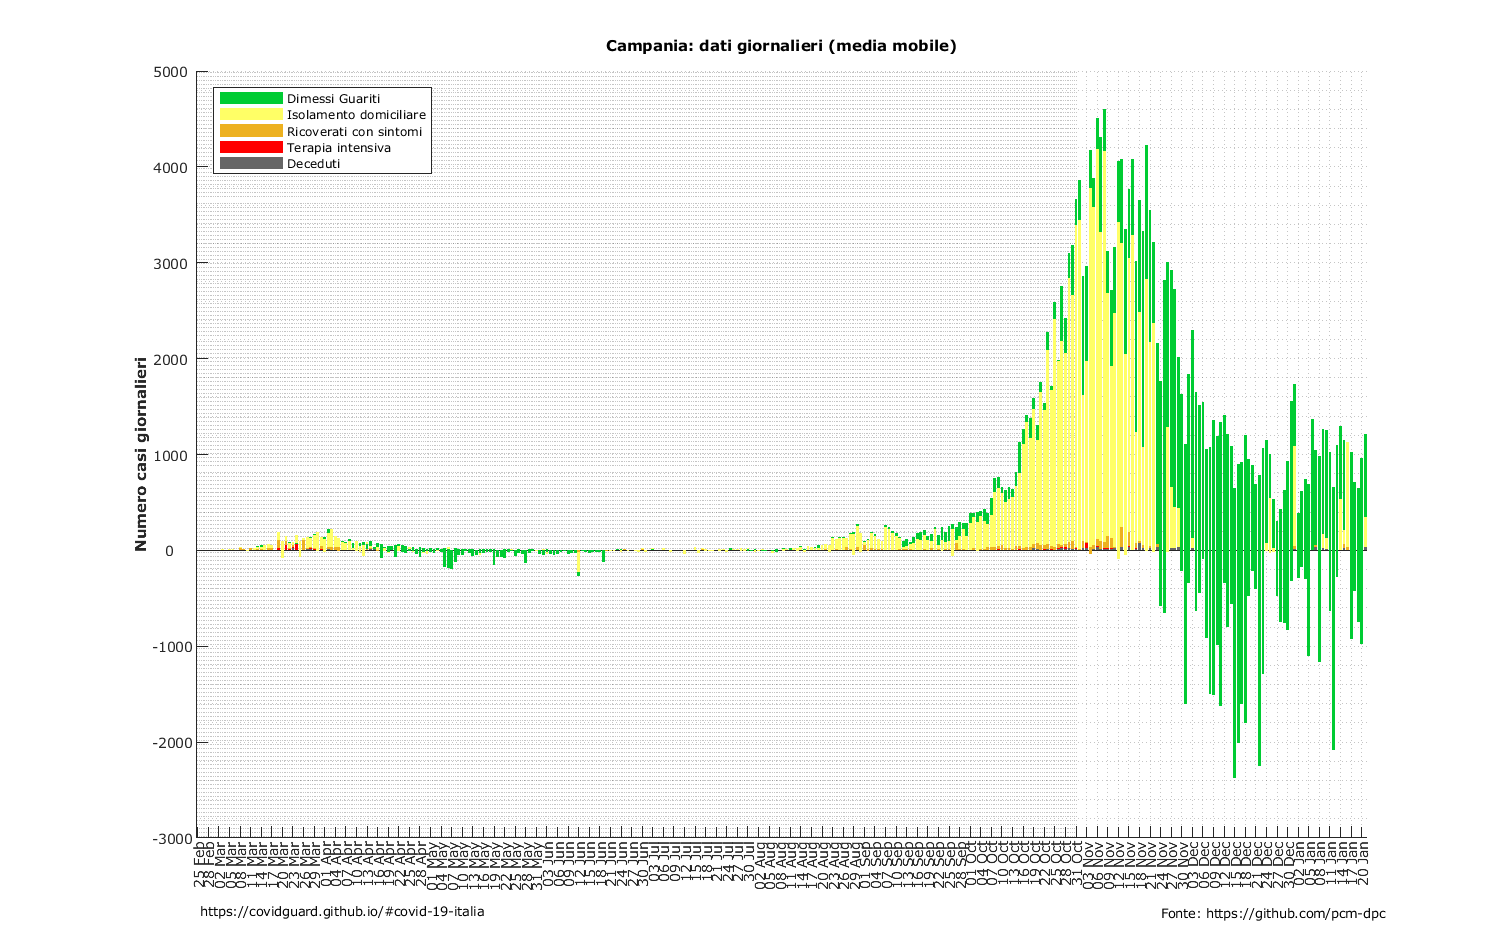 Campania: dati giornalieri (media mobile)
Dimessi Guariti
Isolamento domiciliare
Ricoverati con sintomi
Terapia intensiva
Deceduti
Numero casi giornalieri
5000
4000
3000
2000
1000
0
-1000
-2000
-3000
25 Feb
28 Feb
02 Mar
05 Mar
08 Mar
11 Mar
14 Mar
17 Mar
20 Mar
23 Mar
26 Mar
29 Mar
01 Apr
04 Apr
07 Apr
10 Apr
13 Apr
16 Apr
19 Apr
22 Apr
25 Apr
28 Apr
01 May
04 May
07 May
10 May
13 May
16 May
19 May
22 May
25 May
28 May
31 May
03 Jun
06 Jun
09 Jun
12 Jun
15 Jun
18 Jun
21 Jun
24 Jun
27 Jun
30 Jun
03 Jul
06 Jul
09 Jul
12 Jul
15 Jul
18 Jul
21 Jul
24 Jul
27 Jul
30 Jul
02 Aug
05 Aug
08 Aug
11 Aug
14 Aug
17 Aug
20 Aug
23 Aug
26 Aug
29 Aug
01 Sep
04 Sep
07 Sep
10 Sep
13 Sep
16 Sep
19 Sep
22 Sep
25 Sep
28 Sep
01 Oct
04 Oct
07 Oct
10 Oct
13 Oct
16 Oct
19 Oct
22 Oct
25 Oct
28 Oct
31 Oct
03 Nov
06 Nov
09 Nov
12 Nov
15 Nov
18 Nov
21 Nov
24 Nov
27 Nov
30 Nov
03 Dec
06 Dec
09 Dec
12 Dec
15 Dec
18 Dec
21 Dec
24 Dec
27 Dec
30 Dec
02 Jan
05 Jan
08 Jan
11 Jan
14 Jan
17 Jan
20 Jan
https://covidguard.github.io/#covid-19-italia
Fonte: https://github.com/pcm-dpc